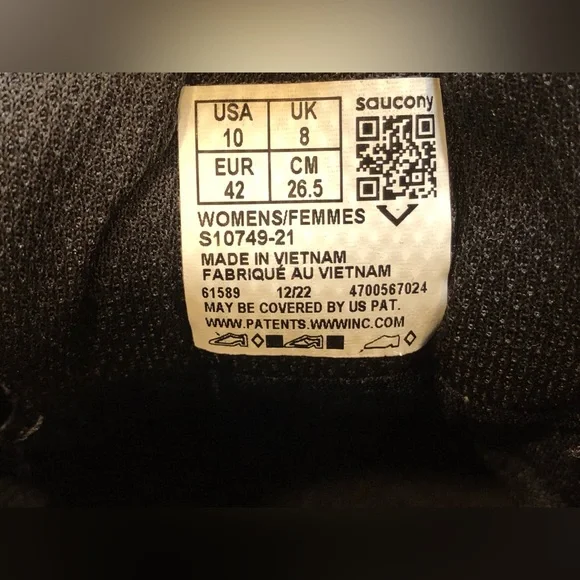 USA UK saucony
10 8
EUR CM
42 26.5
WOMENS/FEMMES
S10749-21
MADE IN VIETNAM
FABRIQUÉ AU VIETNAM
61589 12/22 4700567024
MAY BE COVERED BY US PAT.
WWW.PATENTS.WWWINC.COM